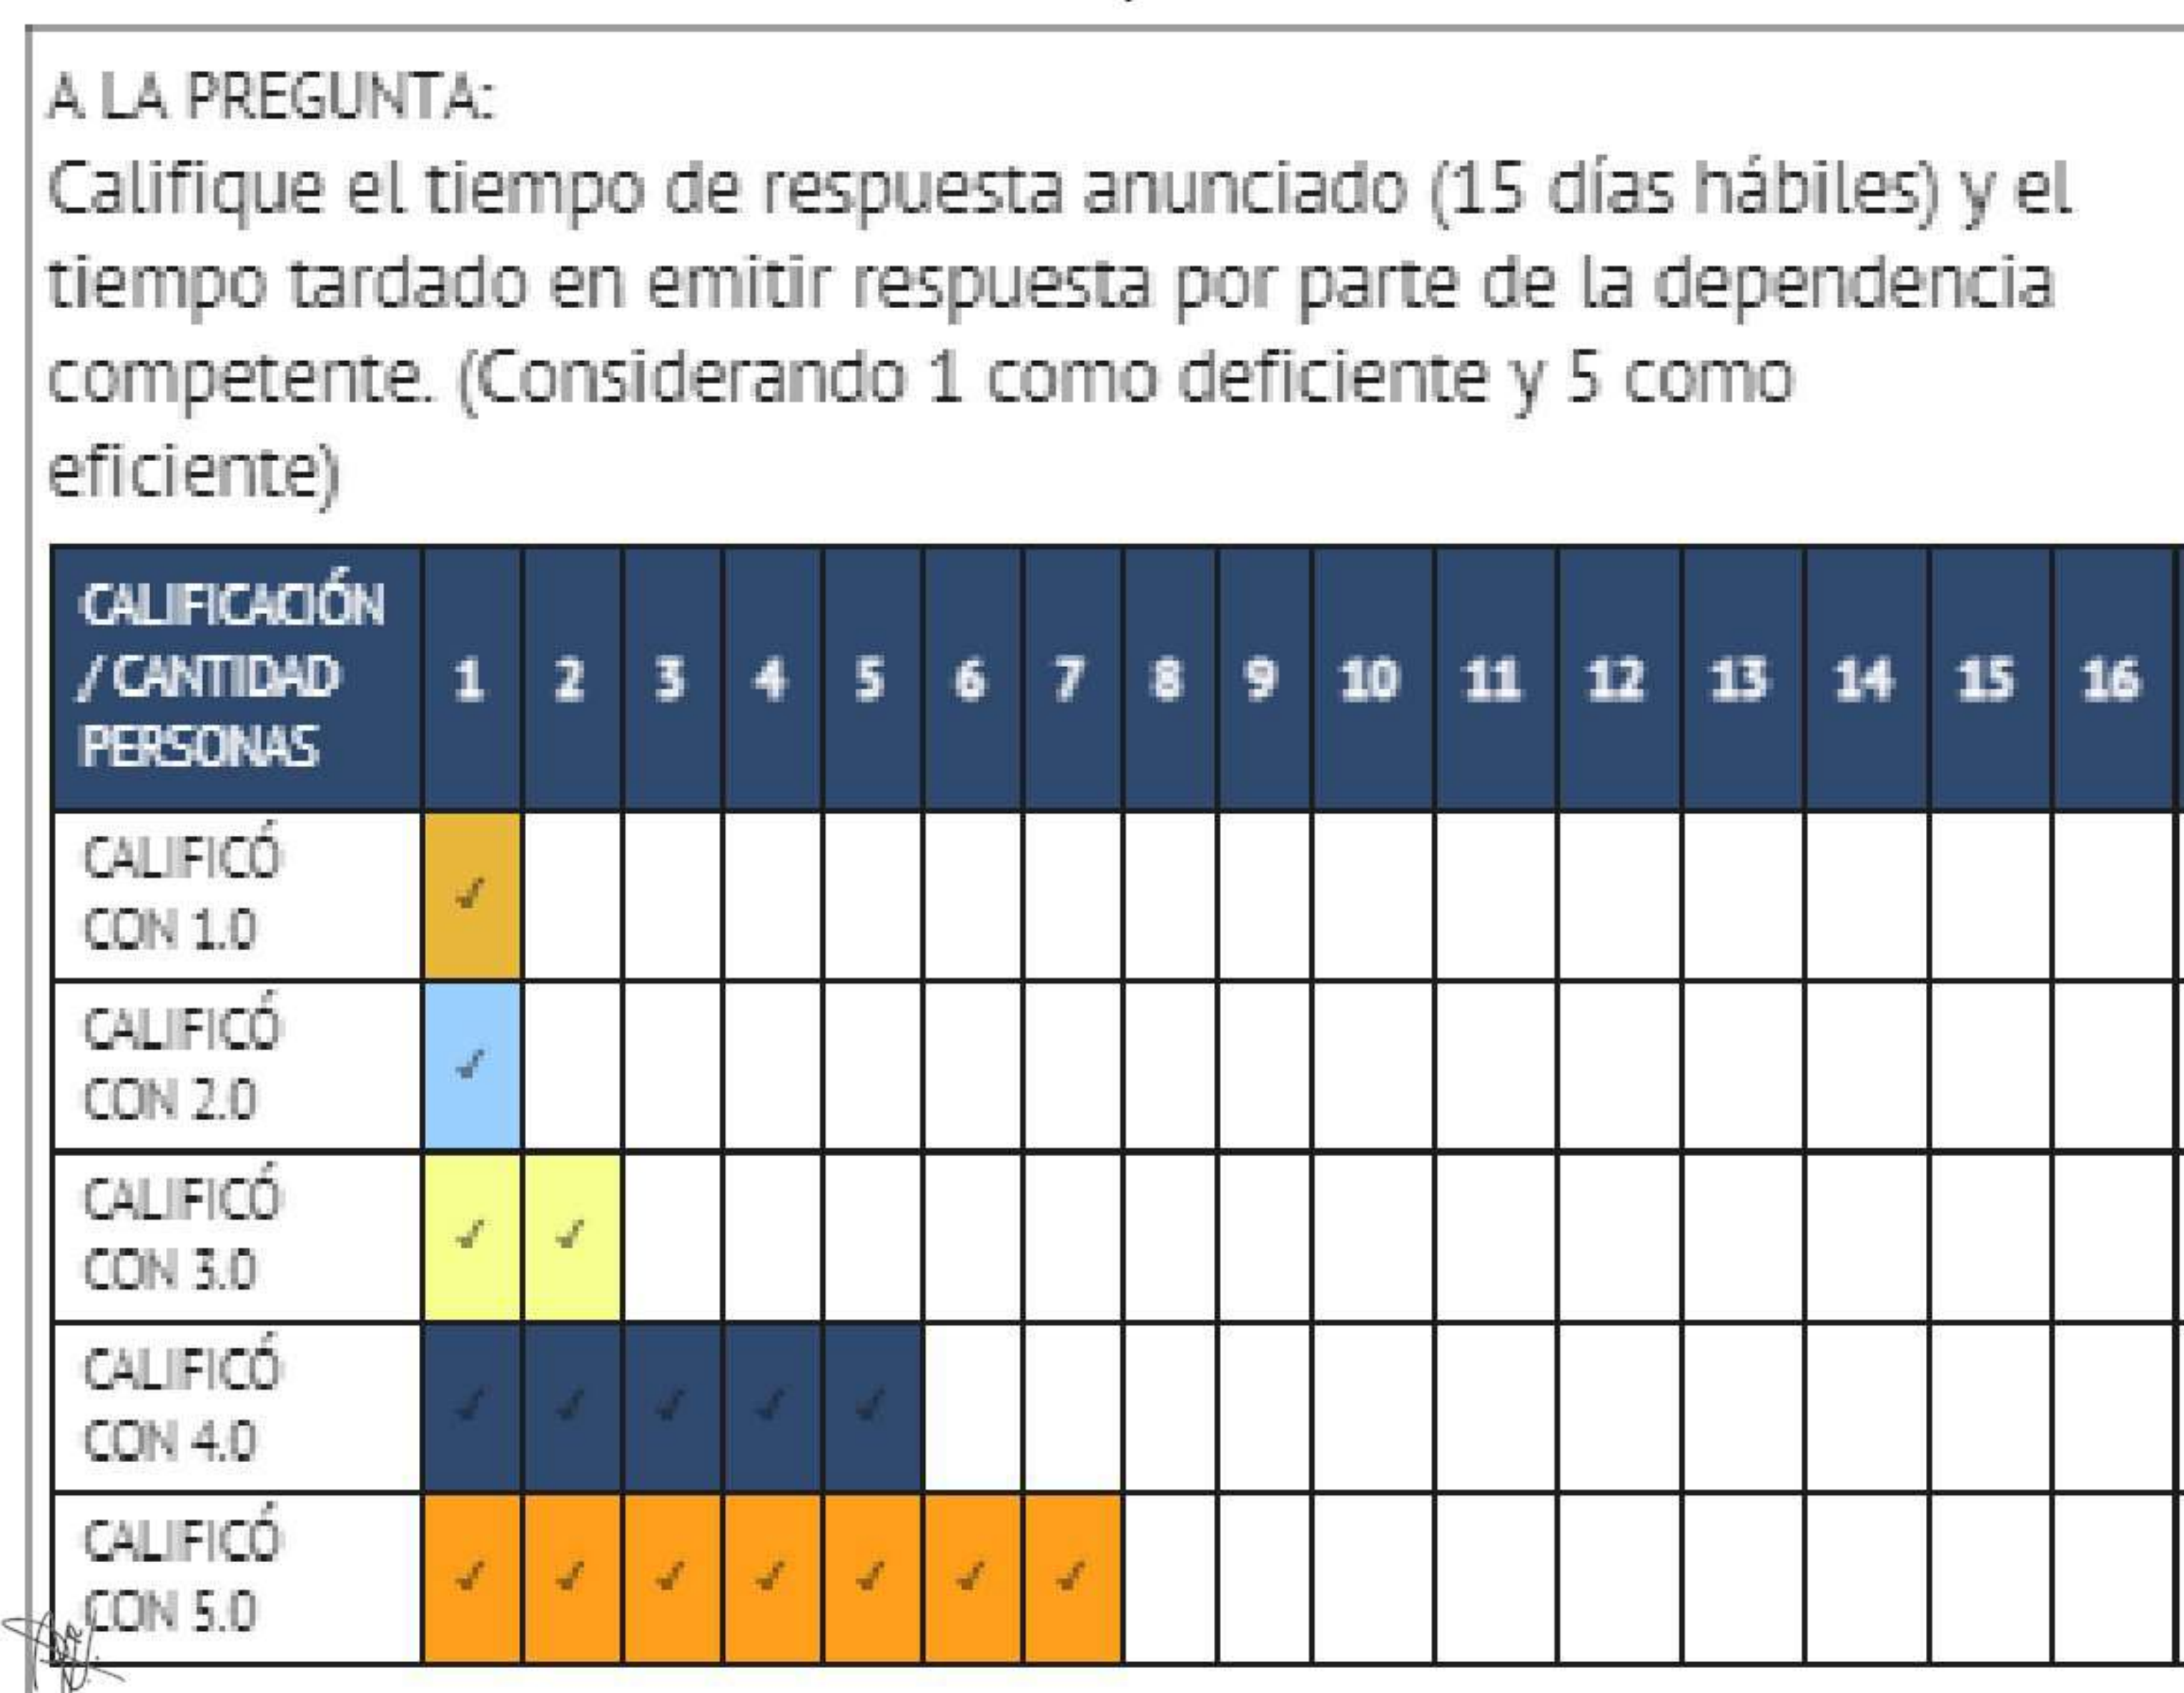 A LA PREGUNTA:
Califique el tiempo de respuesta anunciado (15 días hábiles) y el
tiempo tardado en emitir respuesta por parte de la dependencia
competente. (Considerando 1 como deficiente y 5 como
eficiente)
CALIFICACIÓN
/ CANTIDAD
PERSONAS
1 2 3 4 5 6 7 8 9 10 11 12 13 14 15 16
CALIFICÓ
CON 1.0
✓
CALIFICÓ
CON 2.0
✓
CALIFICÓ
CON 3.0
✓ ✓
CALIFICÓ
CON 4.0
✓ ✓ ✓ ✓ ✓
CALIFICÓ
CON 5.0
✓ ✓ ✓ ✓ ✓ ✓ ✓